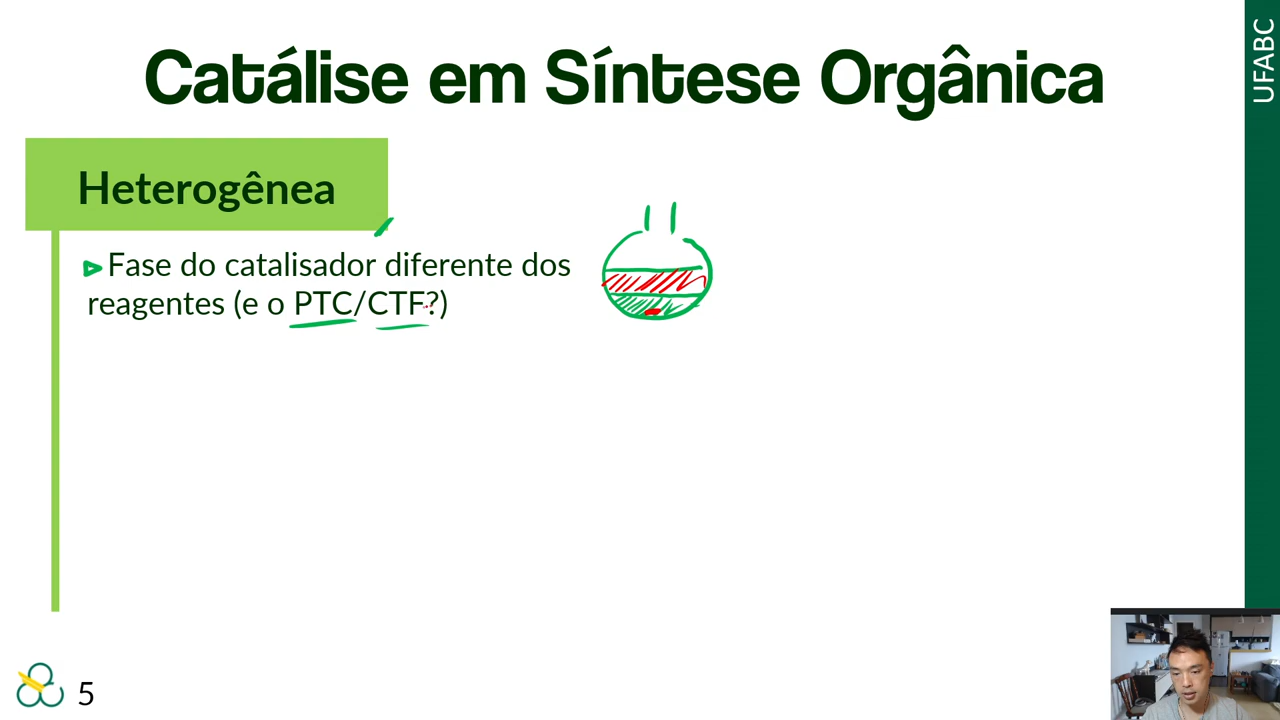 Catálise em Síntese Orgânica
UFABC
Heterogênea
Fase do catalisador diferente dos
reagentes (e o PTC/CTF?)
5